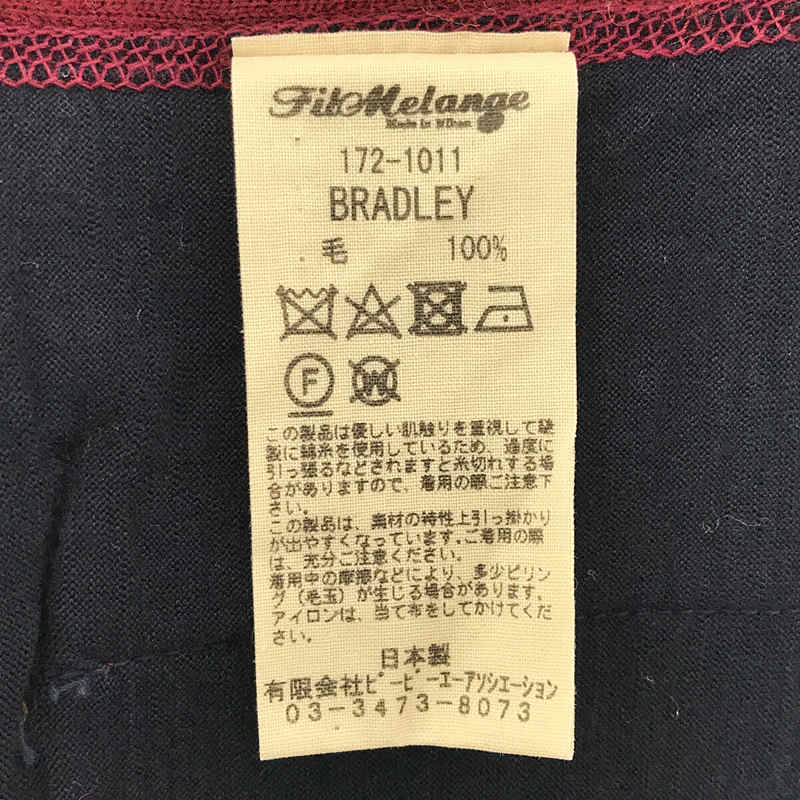 FilMelange
Made in Nihon
172-1011
BRADLEY
毛 100%
F
W
この製品は優しい肌触りを重視して縫
製に綿糸を使用しているため、過度に
引っ張るなどされますと糸切れする場
合がありますので、着用の際ご注意下
さい。
この製品は、素材の特性上引っ掛かり
が出やすくなっています。ご着用の際
は、充分ご注意ください。
着用中の摩擦などにより、多少ピリン
グ(毛玉)が生じる場合があります。
アイロンは、当て布をしてかけてくだ
さい。
日本製
有限会社ピーピーエーアソシエーション
03-3473-8073